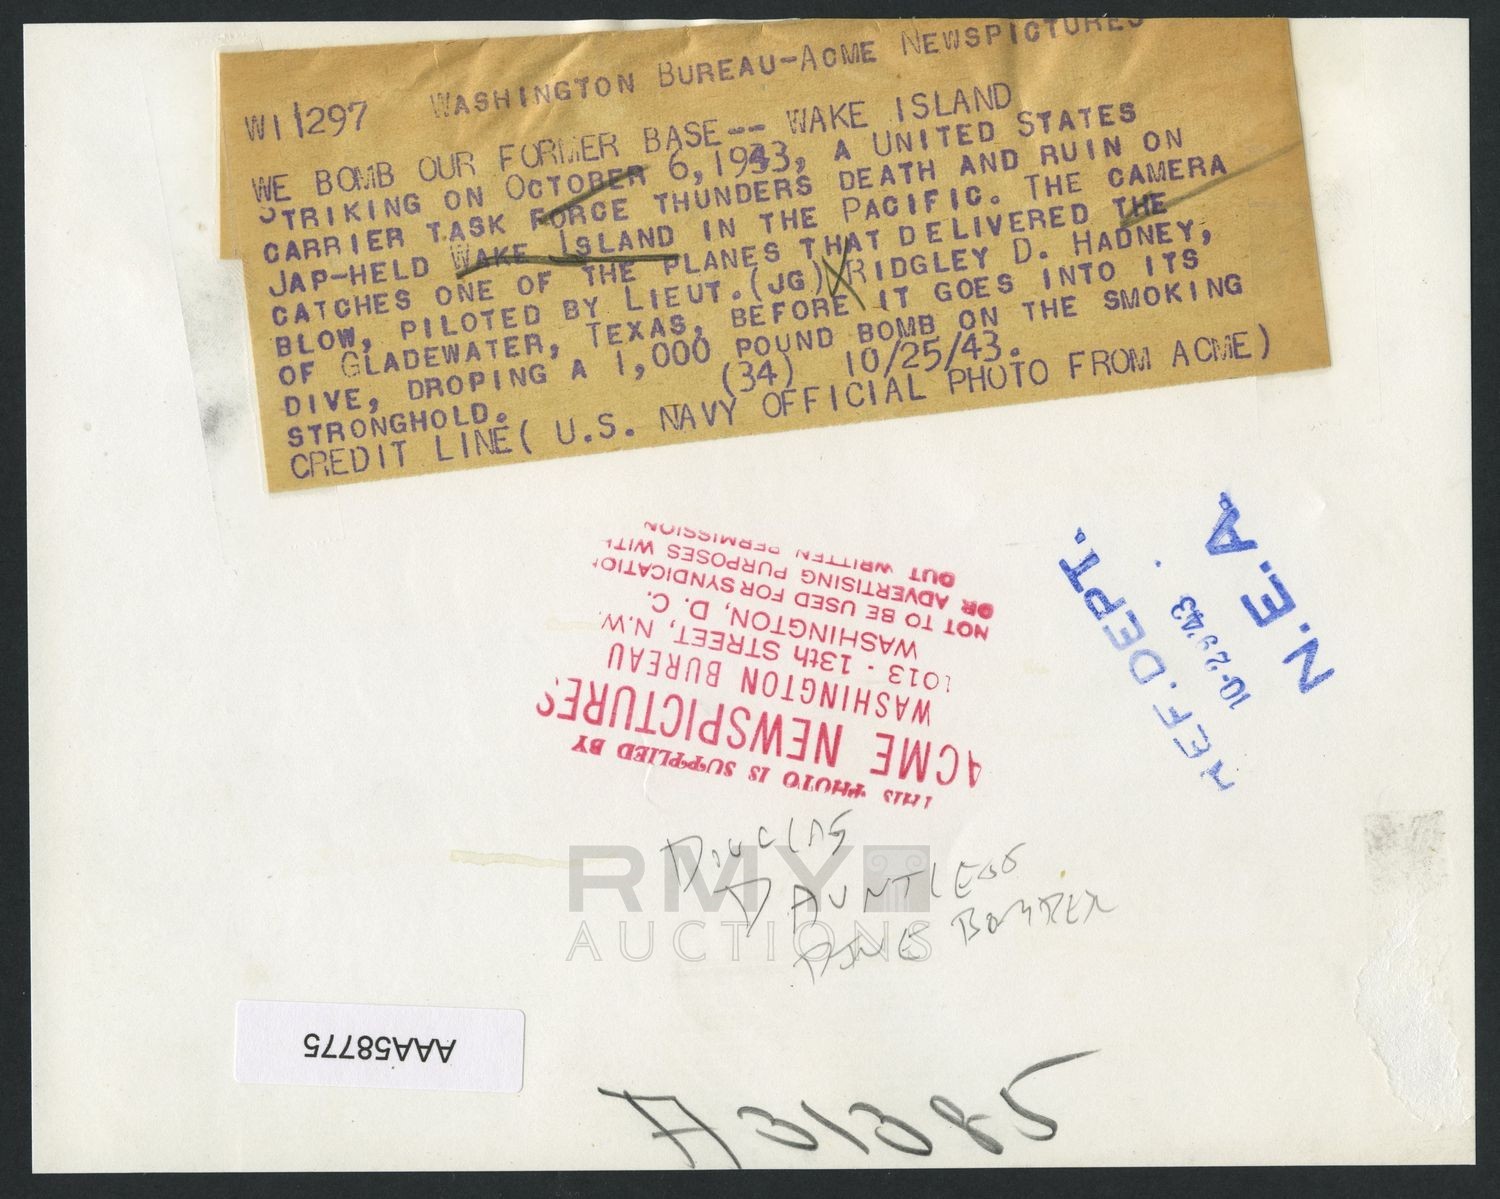 W11297 WASHINGTON BUREAU-ACME NEWSPICTURES
WE BOMB OUR FORMER BASE-- WAKE ISLAND
STRIKING ON OCTOBER 6, 1943, A UNITED STATES
CARRIER TASK FORCE THUNDERS DEATH AND RUIN ON
JAP-HELD WAKE ISLAND IN THE PACIFIC. THE CAMERA
CATCHES ONE OF THE PLANES THAT DELIVERED THE
BLOW, PILOTED BY LIEUT.(JG) RIDGLEY D. HADNEY,
OF GLADEWATER, TEXAS, BEFORE IT GOES INTO ITS
DIVE, DROPING A 1,000 POUND BOMB ON THE SMOKING
STRONGHOLD. (34) 10/25/43.
CREDIT LINE( U.S. NAVY OFFICIAL PHOTO FROM ACME)
THIS PHOTO IS SUPPLIED BY
ACME NEWSPICTURES
WASHINGTON BUREAU
1013 - 13th STREET, N.W.
WASHINGTON, D. C.
NOT TO BE USED FOR SYNDICATION
OR ADVERTISING PURPOSES WITH
OUT WRITTEN PERMISSION
N.E.A.
10-29 43
REF. DEPT.
DOUGLAS
DAUNTLESS
DIVE BOMBER
RMY
AUCTIONS
AAA58775
A31385